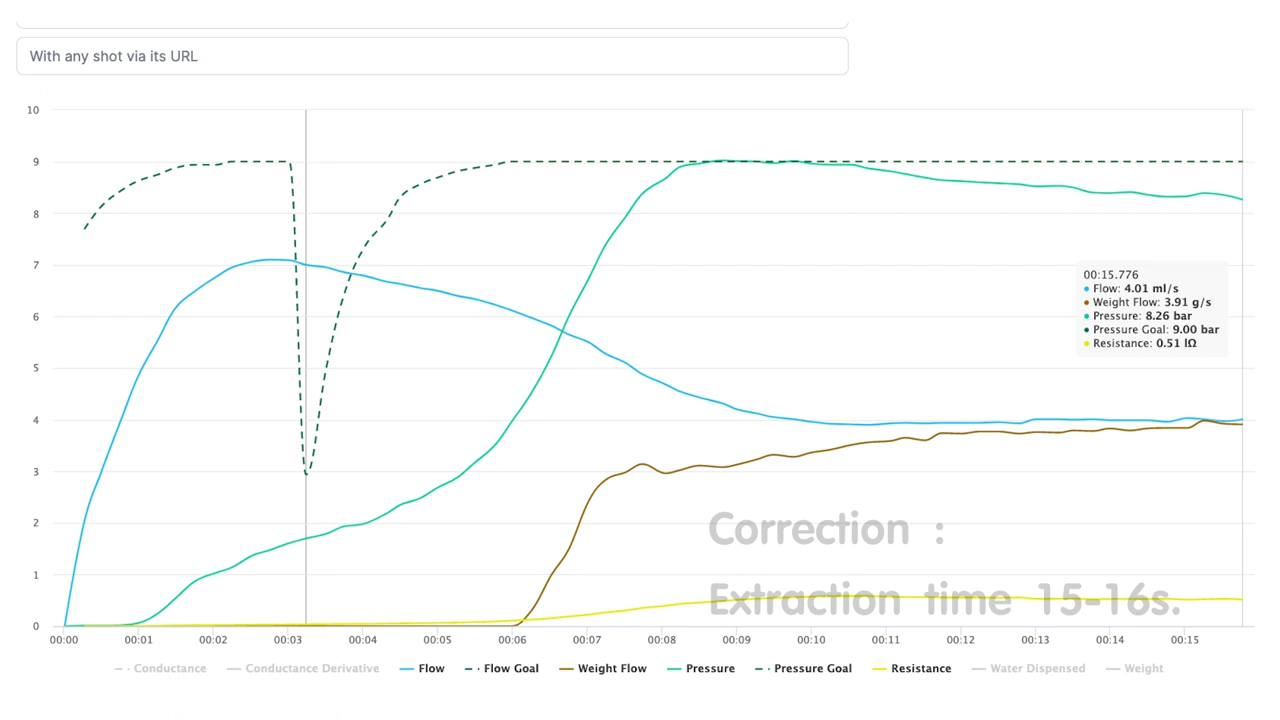 With any shot via its URL
10
9
8
7
6
5
4
3
2
1
0
00:15.776
Flow: 4.01 ml/s
Weight Flow: 3.91 g/s
Pressure: 8.26 bar
Pressure Goal: 9.00 bar
Resistance: 0.51 lΩ
Correction :
Extraction time 15-16s.
00:00 00:01 00:02 00:03 00:04 00:05 00:06 00:07 00:08 00:09 00:10 00:11 00:12 00:13 00:14 00:15
Conductance Conductance Derivative Flow Flow Goal Weight Flow Pressure Pressure Goal Resistance Water Dispensed Weight